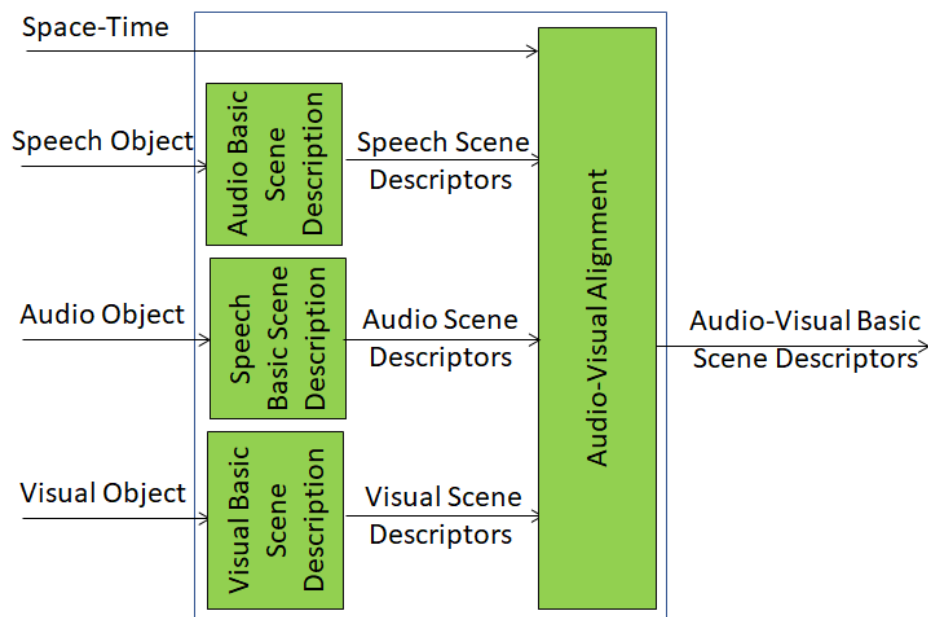 Space-Time
Speech Object
Audio Basic
Scene
Description
Speech Scene
Descriptors
Audio Object
Speech
Basic Scene
Description
Audio Scene
Descriptors
Visual Object
Visual Basic
Scene
Description
Visual Scene
Descriptors
Audio-Visual Alignment
Audio-Visual Basic
Scene Descriptors